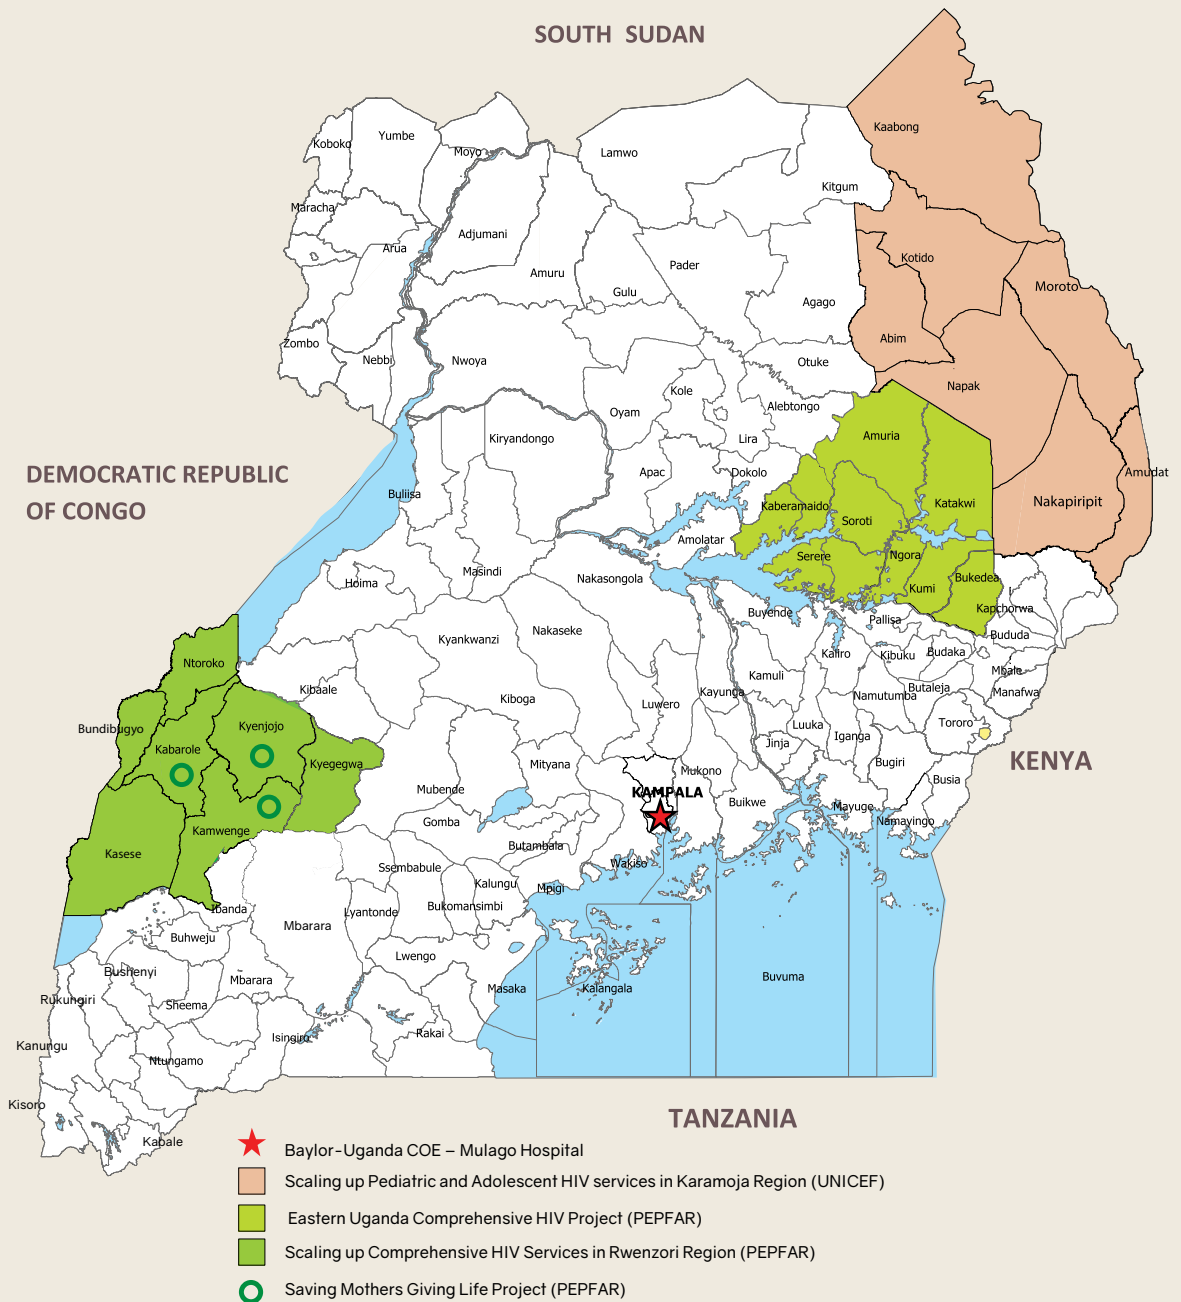 SOUTH SUDAN
Kaabong
Koboko
Yumbe
Moyo
Lamwo
Kitgum
Maracha
Arua
Adjumani
Amuru
Gulu
Pader
Agago
Kotido
Moroto
Abim
Zombo
Nebbi
Nwoya
Otuke
Napak
Kole
Oyam
Alebtongo
Amuria
Kiryandongo
Lira
DEMOCRATIC REPUBLIC
OF CONGO
Apac
Dokolo
Amudat
Buliisa
Kaberamaido
Soroti
Katakwi
Nakapiripit
Amolatar
Serere
Ngora
Masindi
Hoima
Nakasongola
Kumi
Bukedea
Kapchorwa
Buyende
Pallisa
Nakaseke
Kyankwanzi
Bududa
Ntoroko
Kaliro
Kibuku
Budaka
Mbale
Kamuli
Kibaale
Kiboga
Luwero
Kayunga
Namutumba
Butaleja
Manafwa
Bundibugyo
Kyenjojo
Kabarole
Luuka
Iganga
Tororo
Jinja
KENYA
Kyegegwa
Mityana
Mukono
Bugiri
Busia
Mubende
KAMPALA
Buikwe
Mayuge
Namayingo
Gomba
Kamwenge
Kasese
Butambala
Wakiso
Ssembabule
Kalungu
Mpigi
Ibanda
Lyantonde
Bukomansimbi
Mbarara
Buhweju
Lwengo
Bushenyi
Mbarara
Buvuma
Masaka
Kalangala
Rukungiri
Sheema
Isingiro
Rakai
Kanungu
Ntungamo
Kisoro
Kabale
TANZANIA
Baylor-Uganda COE – Mulago Hospital
Scaling up Pediatric and Adolescent HIV services in Karamoja Region (UNICEF)
Eastern Uganda Comprehensive HIV Project (PEPFAR)
Scaling up Comprehensive HIV Services in Rwenzori Region (PEPFAR)
Saving Mothers Giving Life Project (PEPFAR)